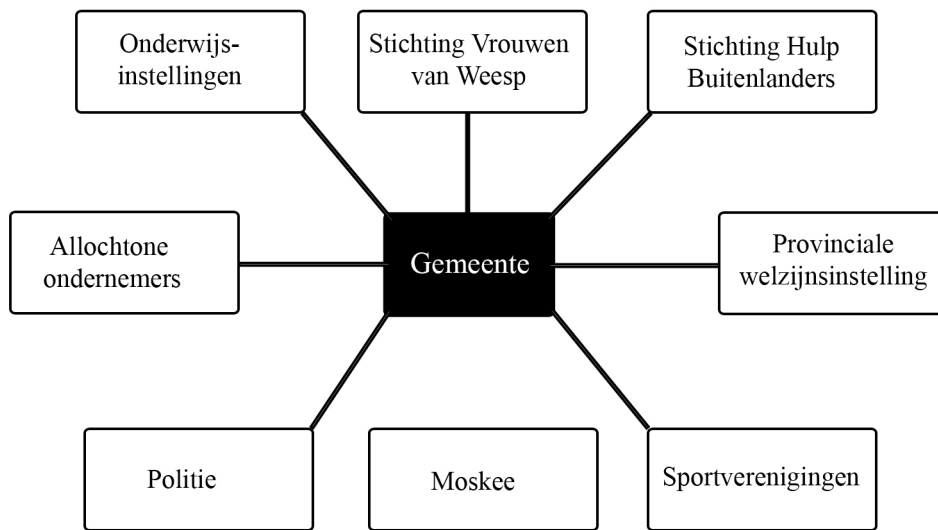 Onderwijs-
instellingen
Stichting Vrouwen
van Weesp
Stichting Hulp
Buitenlanders
Allochtone
ondernemers
Gemeente
Provinciale
welzijnsinstelling
Politie
Moskee
Sportverenigingen